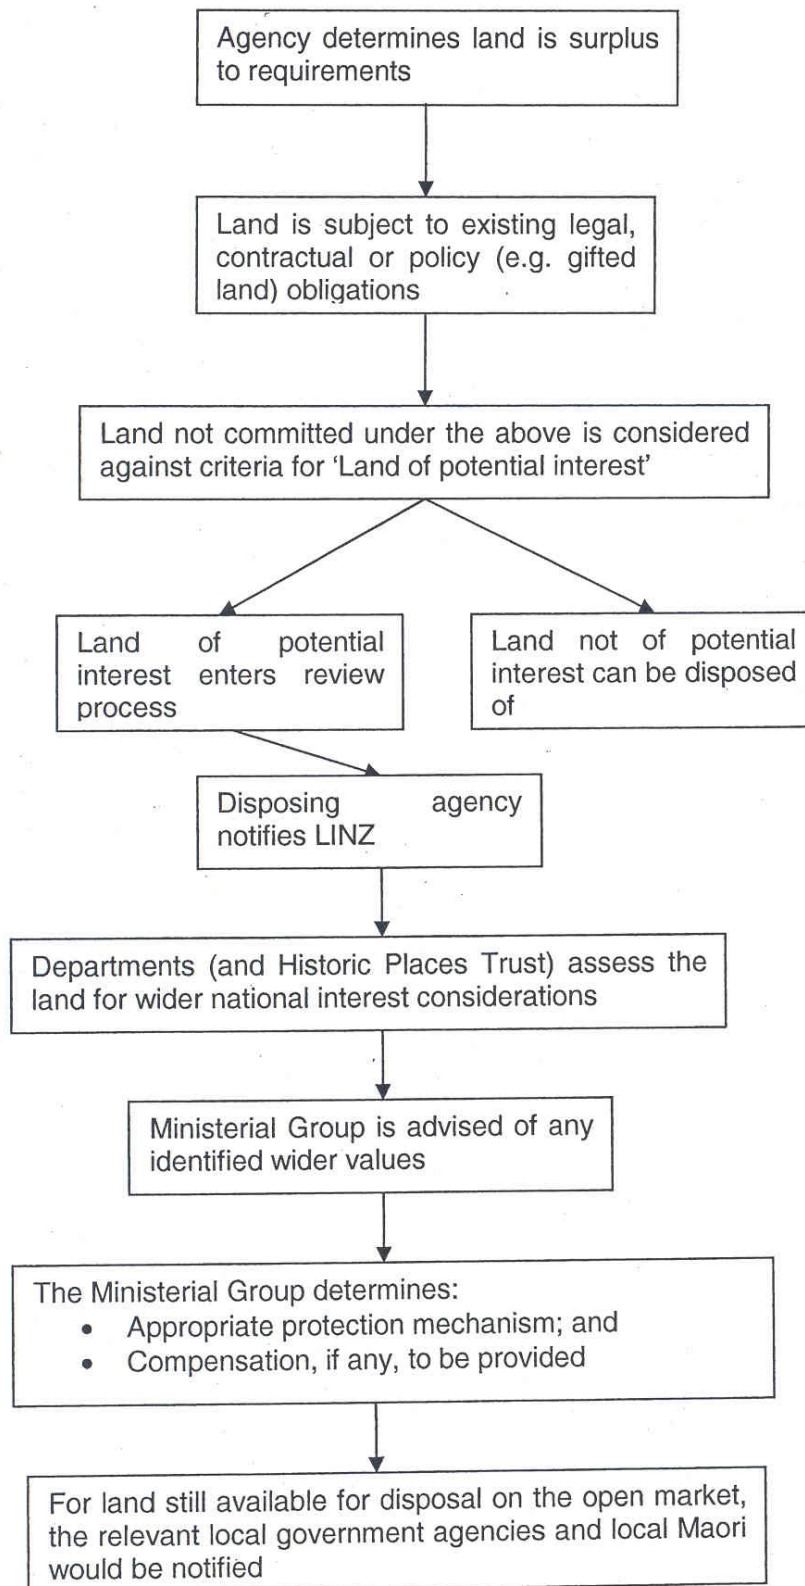 Agency determines land is surplus
to requirements
Land is subject to existing legal,
contractual or policy (e.g. gifted
land) obligations
Land not committed under the above is considered
against criteria for ‘Land of potential interest’
Land of potential
interest enters review
process
Land not of potential
interest can be disposed
of
Disposing agency
notifies LINZ
Departments (and Historic Places Trust) assess the
land for wider national interest considerations
Ministerial Group is advised of any
identified wider values
The Ministerial Group determines:
• Appropriate protection mechanism; and
• Compensation, if any, to be provided
For land still available for disposal on the open market,
the relevant local government agencies and local Maori
would be notified